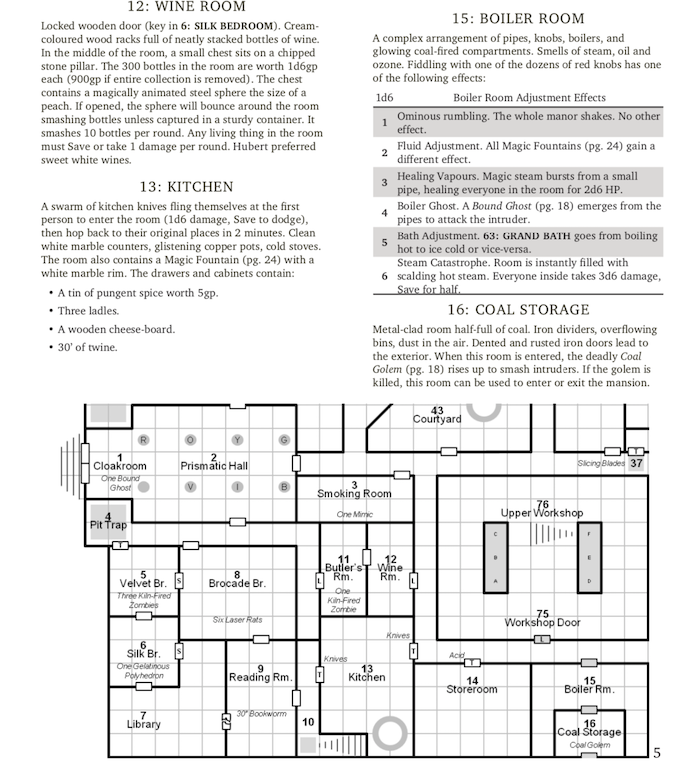 12: WINE ROOM
Locked wooden door (key in 6: SILK BEDROOM). Cream-
coloured wood racks full of neatly stacked bottles of wine.
In the middle of the room, a small chest sits on a chipped
stone pillar. The 300 bottles in the room are worth 1d6gp
each (900gp if entire collection is removed). The chest
contains a magically animated steel sphere the size of a
peach. If opened, the sphere will bounce around the room
smashing bottles unless captured in a sturdy container. It
smashes 10 bottles per round. Any living thing in the room
must Save or take 1 damage per round. Hubert preferred
sweet white wines.
13: KITCHEN
A swarm of kitchen knives fling themselves at the first
person to enter the room (1d6 damage, Save to dodge),
then hop back to their original places in 2 minutes. Clean
white marble counters, glistening copper pots, cold stoves.
The room also contains a Magic Fountain (pg. 24) with a
white marble rim. The drawers and cabinets contain:
• A tin of pungent spice worth 5gp.
• Three ladles.
• A wooden cheese-board.
• 30' of twine.
15: BOILER ROOM
A complex arrangement of pipes, knobs, boilers, and
glowing coal-fired compartments. Smells of steam, oil and
ozone. Fiddling with one of the dozens of red knobs has one
of the following effects:
1d6 Boiler Room Adjustment Effects
1 Ominous rumbling. The whole manor shakes. No other
effect.
2 Fluid Adjustment. All Magic Fountains (pg. 24) gain a
different effect.
3 Healing Vapours. Magic steam bursts from a small
pipe, healing everyone in the room for 2d6 HP.
4 Boiler Ghost. A Bound Ghost (pg. 18) emerges from the
pipes to attack the intruder.
5 Bath Adjustment. 63: GRAND BATH goes from boiling
hot to ice cold or vice-versa.
Steam Catastrophe. Room is instantly filled with
6 scalding hot steam. Everyone inside takes 3d6 damage,
Save for half.
16: COAL STORAGE
Metal-clad room half-full of coal. Iron dividers, overflowing
bins, dust in the air. Dented and rusted iron doors lead to
the exterior. When this room is entered, the deadly Coal
Golem (pg. 18) rises up to smash intruders. If the golem is
killed, this room can be used to enter or exit the mansion.
43
Courtyard
R O Y G
1
Cloakroom
One Bound
Ghost
2
Prismatic Hall
V I B
Slicing Blades
T
37
3
Smoking Room
One Mimic
4
Pit Trap
T
76
Upper Workshop
C
B
A
F
E
D
75
Workshop Door
L
5
Velvet Br.
Three Kiln-Fired
Zombies
S
8
Brocade Br.
Six Laser Rats
L
11
Butler's
Rm.
One
Kiln-Fired
Zombie
12
Wine
Rm.
L
6
Silk Br.
One Gelatinous
Polyhedron
S
9
Reading Rm.
30" Bookworm
7
Library
10
Knives
T
13
Kitchen
Knives
T
Acid
T
14
Storeroom
15
Boiler Rm.
16
Coal Storage
Coal Golem
5